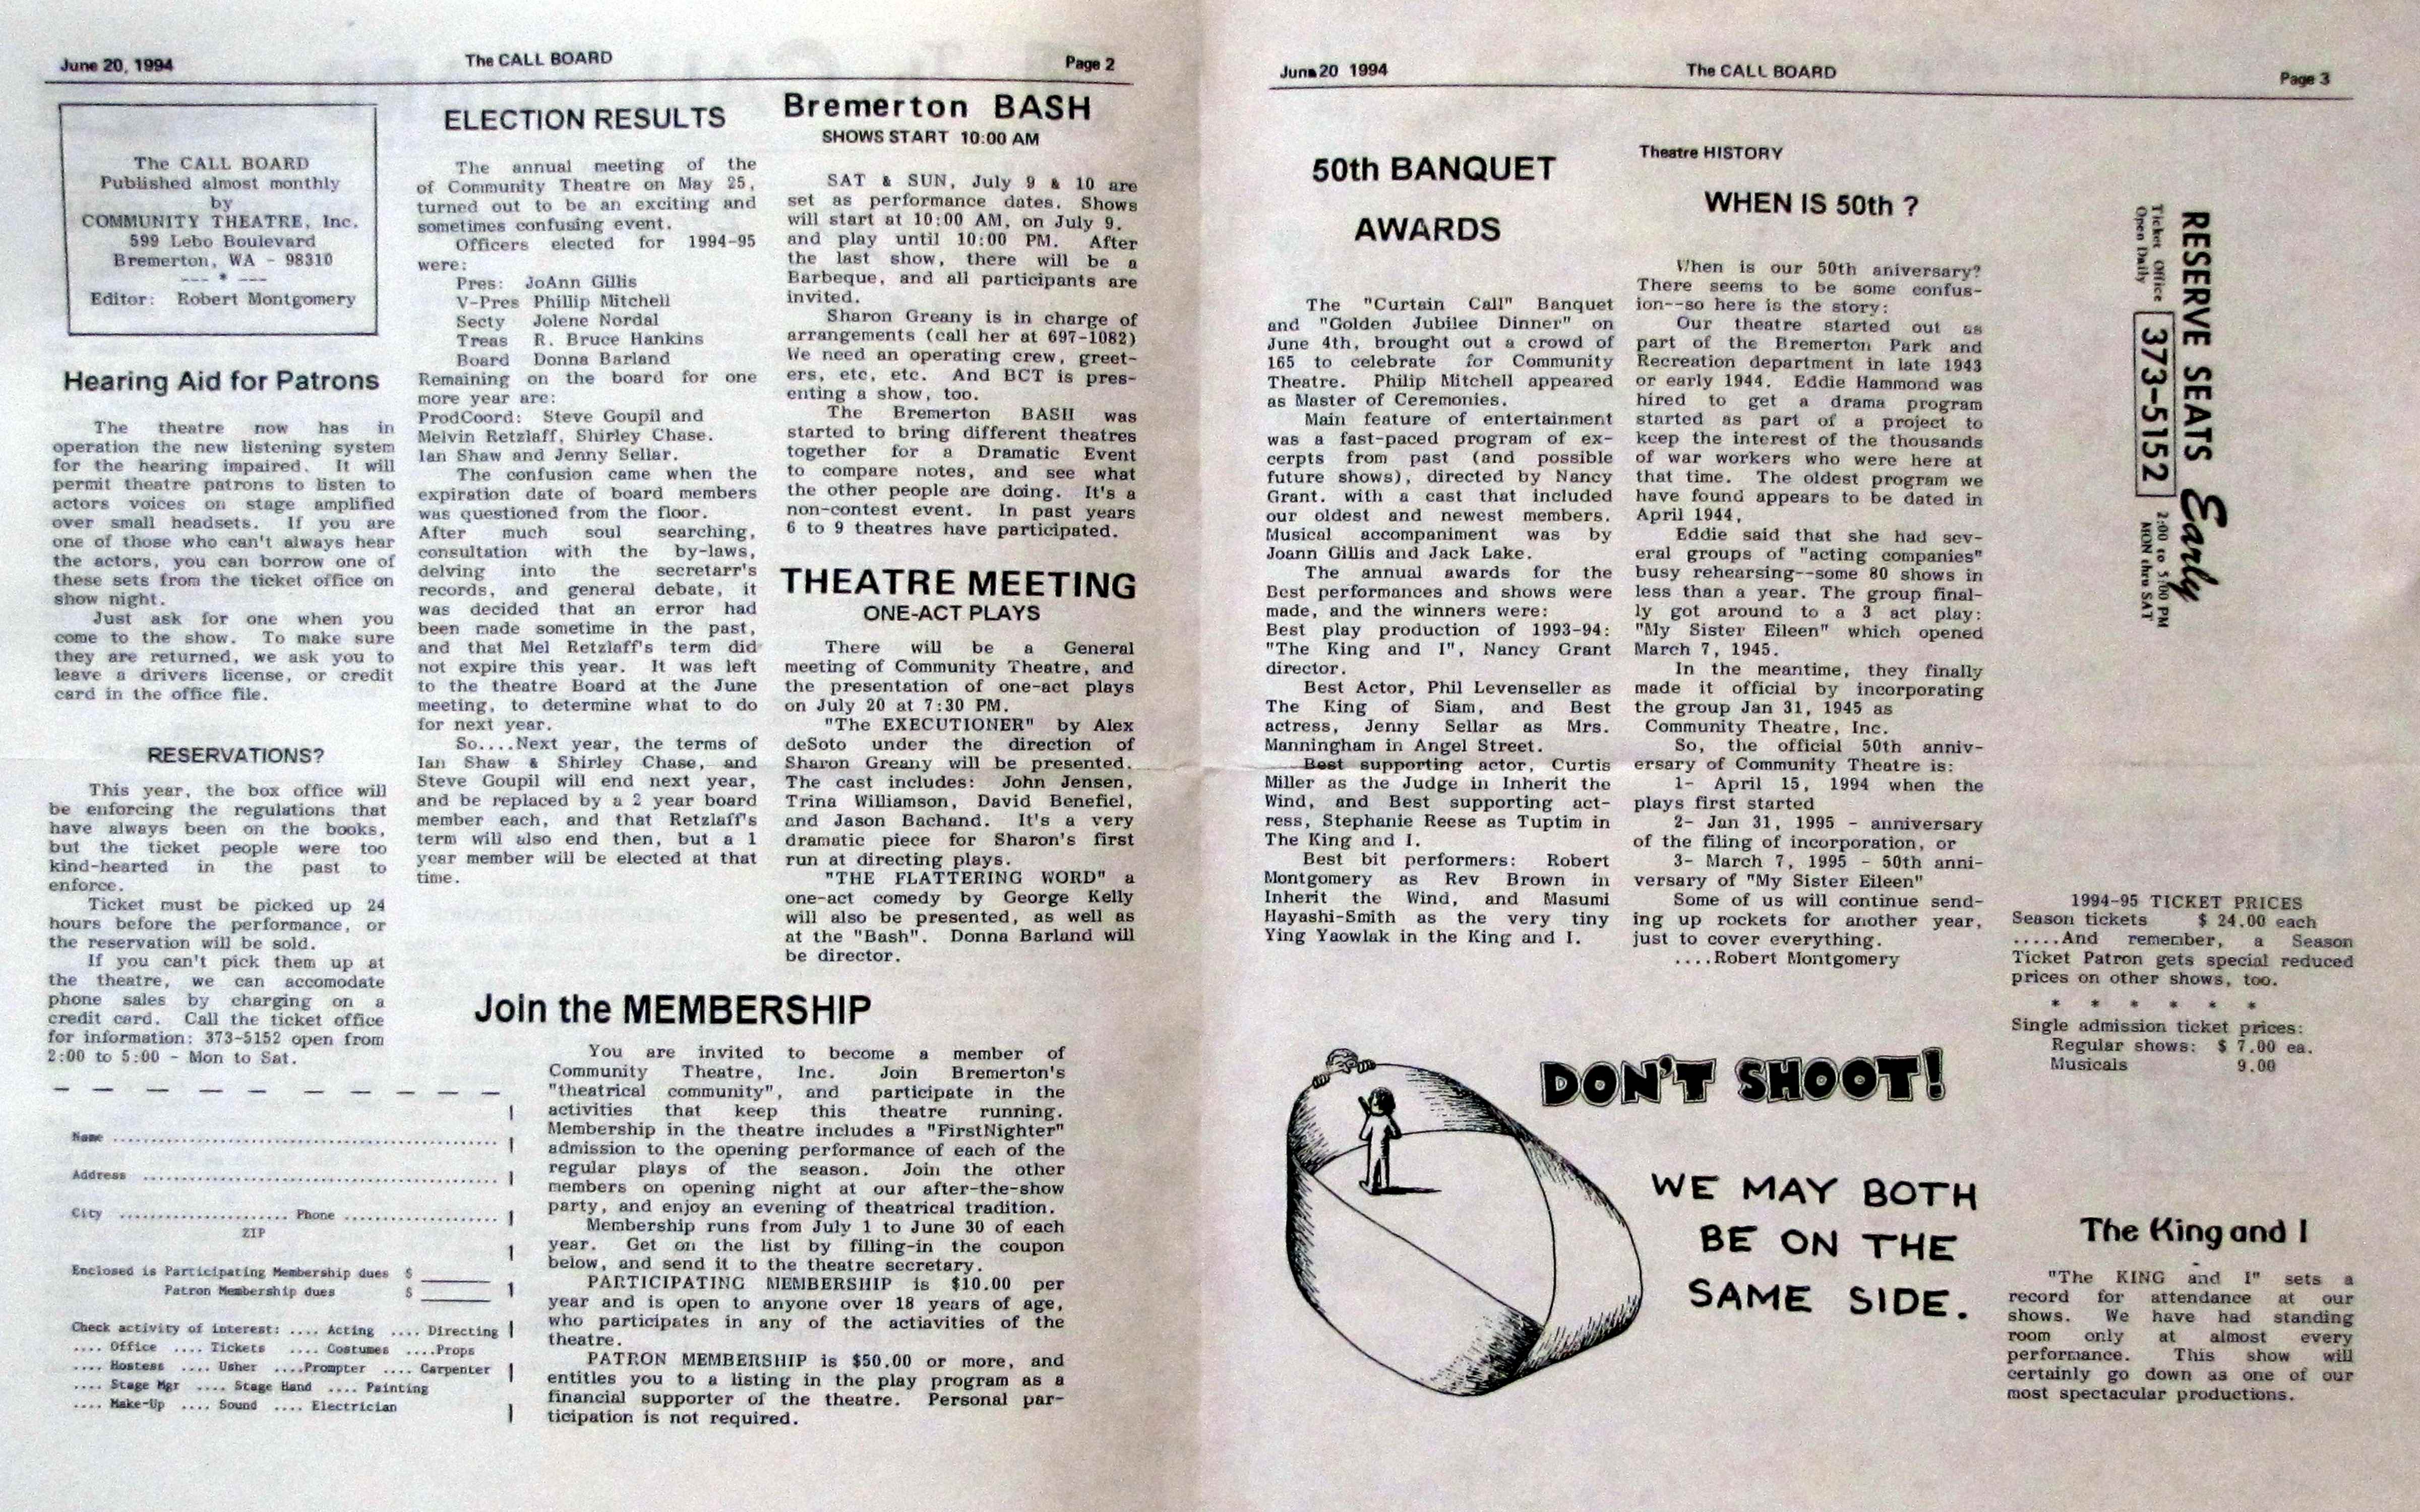 June 20, 1994
The CALL BOARD
Page 2
The CALL BOARD
Published almost monthly
by
COMMUNITY THEATRE, Inc.
599 Lebo Boulevard
Bremerton, WA - 98310
--- * ---
Editor: Robert Montgomery
Hearing Aid for Patrons
The theatre now has in
operation the new listening system
for the hearing impaired. It will
permit theatre patrons to listen to
actors voices on stage amplified
over small headsets. If you are
one of those who can't always hear
the actors, you can borrow one of
these sets from the ticket office on
show night.
Just ask for one when you
come to the show. To make sure
they are returned, we ask you to
leave a drivers license, or credit
card in the office file.
RESERVATIONS?
This year, the box office will
be enforcing the regulations that
have always been on the books,
but the ticket people were too
kind-hearted in the past to
enforce.
Ticket must be picked up 24
hours before the performance, or
the reservation will be sold.
If you can't pick them up at
the theatre, we can accomodate
phone sales by charging on a
credit card. Call the ticket office
for information: 373-5152 open from
2:00 to 5:00 - Mon to Sat.
ELECTION RESULTS
The annual meeting of the
of Community Theatre on May 25,
turned out to be an exciting and
sometimes confusing event.
Officers elected for 1994-95
were:
Pres: JoAnn Gillis
V-Pres Phillip Mitchell
Secty Jolene Nordal
Treas R. Bruce Hankins
Board Donna Barland
Remaining on the board for one
more year are:
ProdCoord: Steve Goupil and
Melvin Retzlaff, Shirley Chase.
Ian Shaw and Jenny Sellar.
The confusion came when the
expiration date of board members
was questioned from the floor.
After much soul searching,
consultation with the by-laws,
delving into the secretarr's
records, and general debate, it
was decided that an error had
been made sometime in the past,
and that Mel Retzlaff's term did
not expire this year. It was left
to the theatre Board at the June
meeting, to determine what to do
for next year.
So....Next year, the terms of
Ian Shaw & Shirley Chase, and
Steve Goupil will end next year,
and be replaced by a 2 year board
member each, and that Retzlaff's
term will also end then, but a 1
year member will be elected at that
time.
Bremerton BASH
SHOWS START 10:00 AM
SAT & SUN, July 9 & 10 are
set as performance dates. Shows
will start at 10:00 AM, on July 9.
and play until 10:00 PM. After
the last show, there will be a
Barbeque, and all participants are
invited.
Sharon Greany is in charge of
arrangements (call her at 697-1082)
We need an operating crew, greet-
ers, etc, etc. And BCT is pres-
enting a show, too.
The Bremerton BASH was
started to bring different theatres
together for a Dramatic Event
to compare notes, and see what
the other people are doing. It's a
non-contest event. In past years
6 to 9 theatres have participated.
THEATRE MEETING
ONE-ACT PLAYS
There will be a General
meeting of Community Theatre, and
the presentation of one-act plays
on July 20 at 7:30 PM.
"The EXECUTIONER" by Alex
deSoto under the direction of
Sharon Greany will be presented.
The cast includes: John Jensen,
Trina Williamson, David Benefiel,
and Jason Bachand. It's a very
dramatic piece for Sharon's first
run at directing plays.
"THE FLATTERING WORD" a
one-act comedy by George Kelly
will also be presented, as well as
at the "Bash". Donna Barland will
be director.
Join the MEMBERSHIP
You are invited to become a member of
Community Theatre, Inc. Join Bremerton's
"theatrical community", and participate in the
activities that keep this theatre running.
Membership in the theatre includes a "FirstNighter"
admission to the opening performance of each of the
regular plays of the season. Join the other
members on opening night at our after-the-show
party, and enjoy an evening of theatrical tradition.
Membership runs from July 1 to June 30 of each
year. Get on the list by filling-in the coupon
below, and send it to the theatre secretary.
PARTICIPATING MEMBERSHIP is $10.00 per
year and is open to anyone over 18 years of age,
who participates in any of the actiavities of the
theatre.
PATRON MEMBERSHIP is $50.00 or more, and
entitles you to a listing in the play program as a
financial supporter of the theatre. Personal par-
ticipation is not required.
Name ........................................
Address ........................................
City .................... Phone ....................
ZIP
Enclosed is Participating Membership dues $ ______
Patron Membership dues $ ______
Check activity of interest: .... Acting .... Directing
.... Office .... Tickets .... Costumes ....Props
.... Hostess .... Usher ....Prompter .... Carpenter
.... Stage Mgr .... Stage Hand .... Painting
.... Make-Up .... Sound .... Electrician
June 20 1994
The CALL BOARD
Page 3
50th BANQUET
AWARDS
The "Curtain Call" Banquet
and "Golden Jubilee Dinner" on
June 4th, brought out a crowd of
165 to celebrate for Community
Theatre. Philip Mitchell appeared
as Master of Ceremonies.
Main feature of entertainment
was a fast-paced program of ex-
cerpts from past (and possible
future shows), directed by Nancy
Grant. with a cast that included
our oldest and newest members.
Musical accompaniment was by
Joann Gillis and Jack Lake.
The annual awards for the
Best performances and shows were
made, and the winners were:
Best play production of 1993-94:
"The King and I", Nancy Grant
director.
Best Actor, Phil Levenseller as
The King of Siam, and Best
actress, Jenny Sellar as Mrs.
Manningham in Angel Street.
Best supporting actor, Curtis
Miller as the Judge in Inherit the
Wind, and Best supporting act-
ress, Stephanie Reese as Tuptim in
The King and I.
Best bit performers: Robert
Montgomery as Rev Brown in
Inherit the Wind, and Masumi
Hayashi-Smith as the very tiny
Ying Yaowlak in the King and I.
Theatre HISTORY
WHEN IS 50th ?
When is our 50th aniversary?
There seems to be some confus-
ion--so here is the story:
Our theatre started out as
part of the Bremerton Park and
Recreation department in late 1943
or early 1944. Eddie Hammond was
hired to get a drama program
started as part of a project to
keep the interest of the thousands
of war workers who were here at
that time. The oldest program we
have found appears to be dated in
April 1944,
Eddie said that she had sev-
eral groups of "acting companies"
busy rehearsing--some 80 shows in
less than a year. The group final-
ly got around to a 3 act play:
"My Sister Eileen" which opened
March 7, 1945.
In the meantime, they finally
made it official by incorporating
the group Jan 31, 1945 as
Community Theatre, Inc.
So, the official 50th anniv-
ersary of Community Theatre is:
1- April 15, 1994 when the
plays first started
2- Jan 31, 1995 - anniversary
of the filing of incorporation, or
3- March 7, 1995 - 50th anni-
versary of "My Sister Eileen"
Some of us will continue send-
ing up rockets for another year,
just to cover everything.
....Robert Montgomery
RESERVE SEATS Early
Ticket Office
Open Daily
373-5152
2:00 to 5:00 PM
MON thru SAT
1994-95 TICKET PRICES
Season tickets $ 24.00 each
.....And remember, a Season
Ticket Patron gets special reduced
prices on other shows, too.
* * * * * *
Single admission ticket prices:
Regular shows: $ 7.00 ea.
Musicals 9.00
DON'T SHOOT!
WE MAY BOTH
BE ON THE
SAME SIDE.
The King and I
"The KING and I" sets a
record for attendance at our
shows. We have had standing
room only at almost every
performance. This show will
certainly go down as one of our
most spectacular productions.